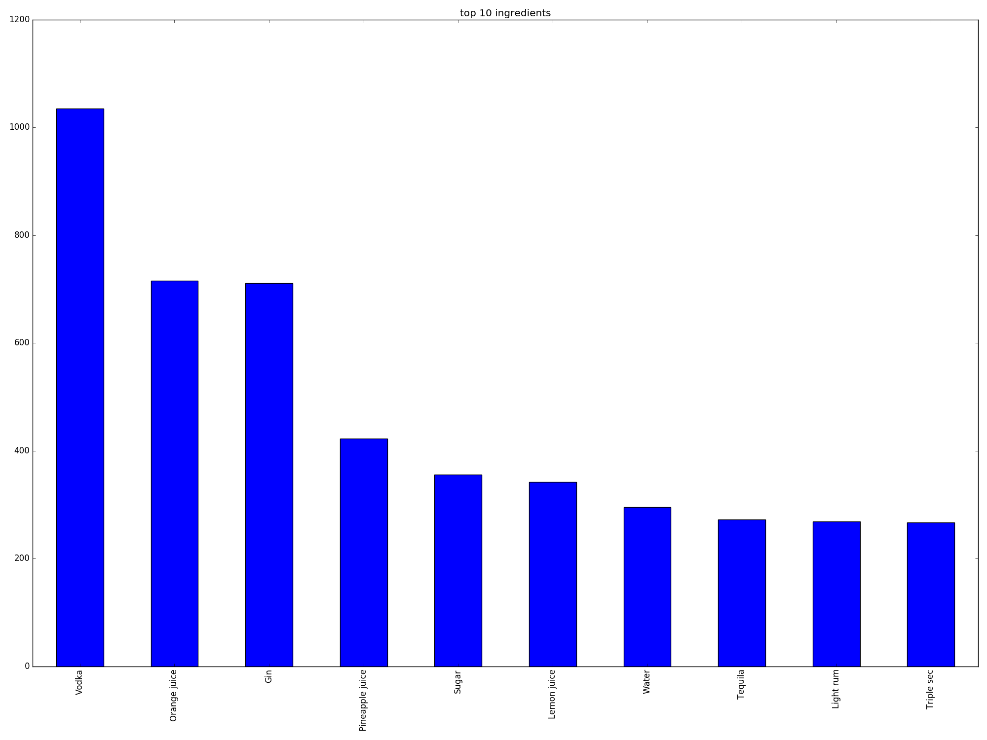 top 10 ingredients
1200
1000
800
600
400
200
0
Vodka
Orange juice
Gin
Pineapple juice
Sugar
Lemon juice
Water
Tequila
Light rum
Triple sec